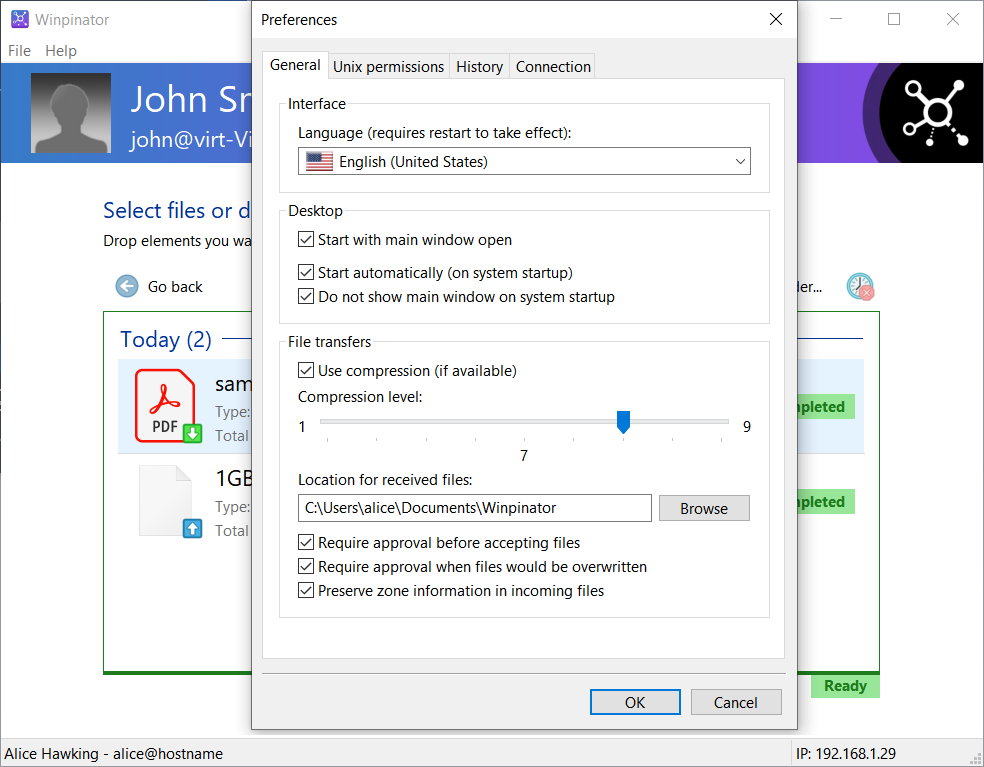 Winpinator
File Help
John Sr
john@virt-Vi
Select files or d
Drop elements you wa
Go back
der...
Today (2)
sam
Type:
Total
PDF
mpleted
1GB
Type:
Total
mpleted
Ready
Alice Hawking - alice@hostname
IP: 192.168.1.29
Preferences
General Unix permissions History Connection
Interface
Language (requires restart to take effect):
English (United States)
Desktop
Start with main window open
Start automatically (on system startup)
Do not show main window on system startup
File transfers
Use compression (if available)
Compression level:
1 9
7
Location for received files:
C:\Users\alice\Documents\Winpinator
Browse
Require approval before accepting files
Require approval when files would be overwritten
Preserve zone information in incoming files
OK Cancel